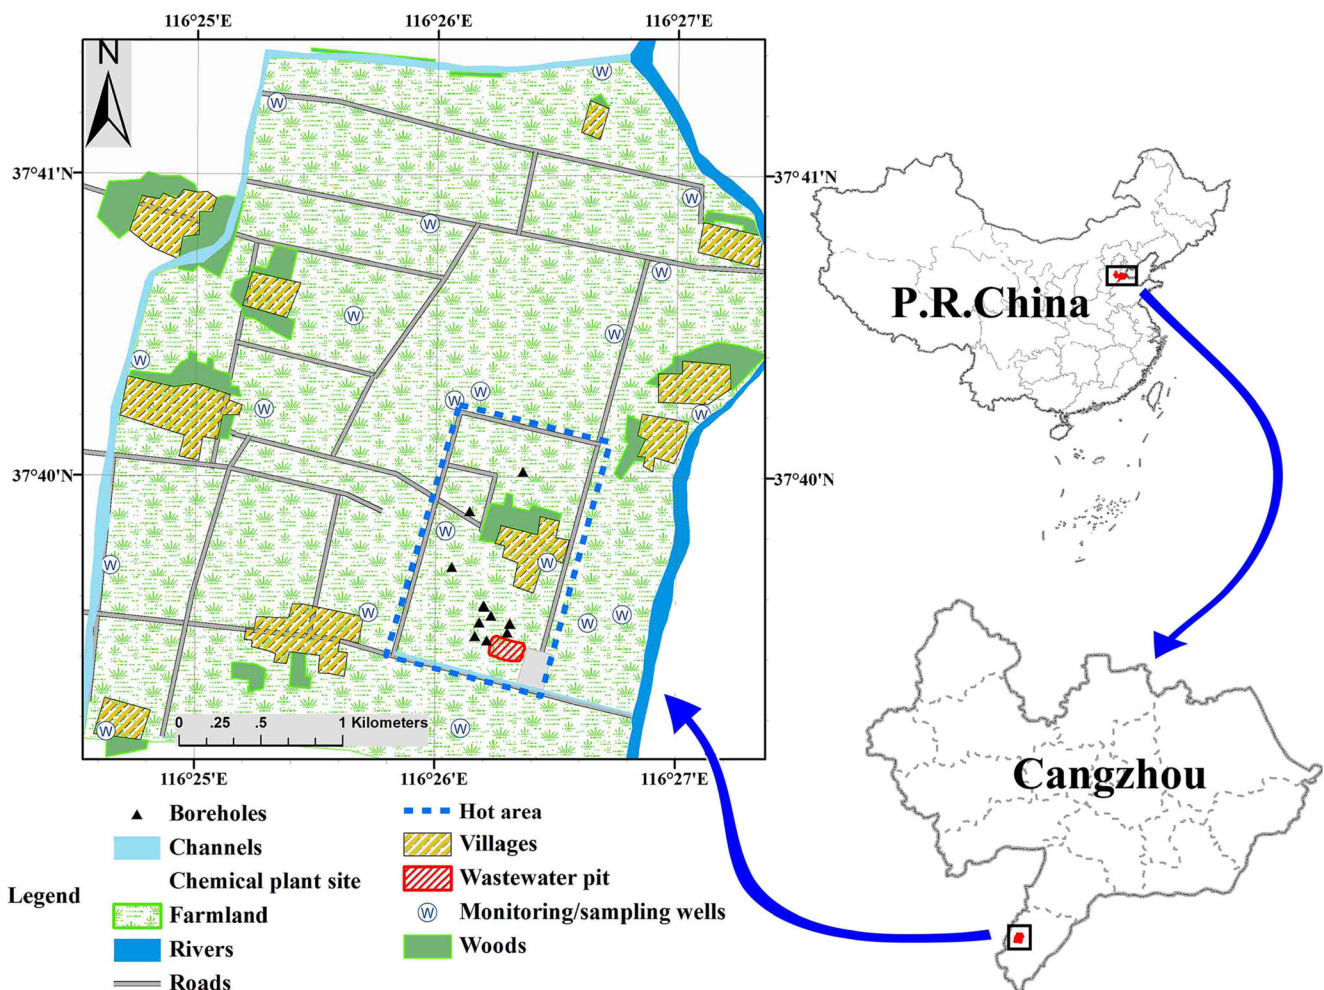 116°25'E 116°26'E 116°27'E
N
W
W
37°41'N
37°41'N
W
W
W
P.R.China
W
W
W
W
W
W
W
37°40'N
37°40'N
W
W
W
W
W
W
W
Cangzhou
0 .25 .5 1 Kilometers
W
W
116°25'E 116°26'E 116°27'E
Legend
Boreholes
Channels
Chemical plant site
Farmland
Rivers
Roads
Hot area
Villages
Wastewater pit
W Monitoring/sampling wells
Woods